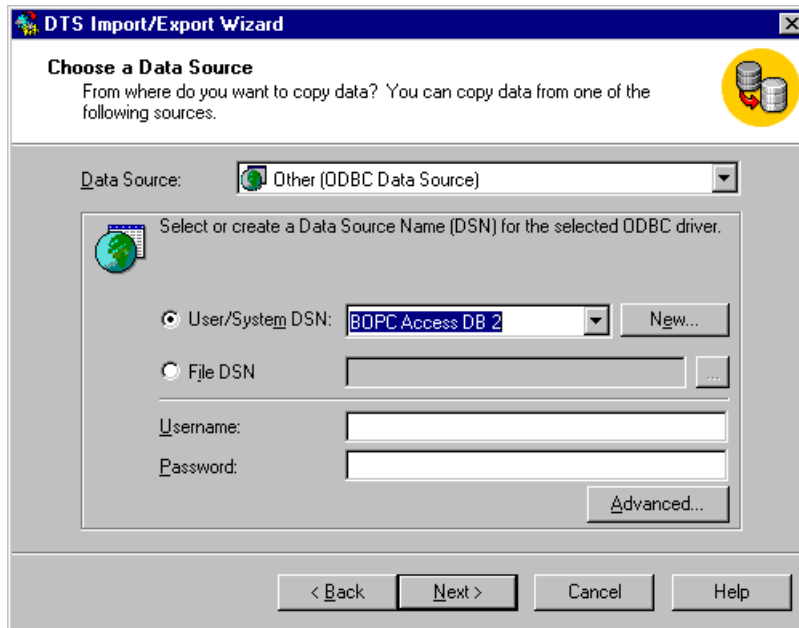 DTS Import/Export Wizard
Choose a Data Source
From where do you want to copy data? You can copy data from one of the
following sources.
Data Source: Other (ODBC Data Source)
Select or create a Data Source Name (DSN) for the selected ODBC driver.
User/System DSN: BOPC Access DB 2 New...
File DSN ...
Username:
Password:
Advanced...
< Back Next > Cancel Help